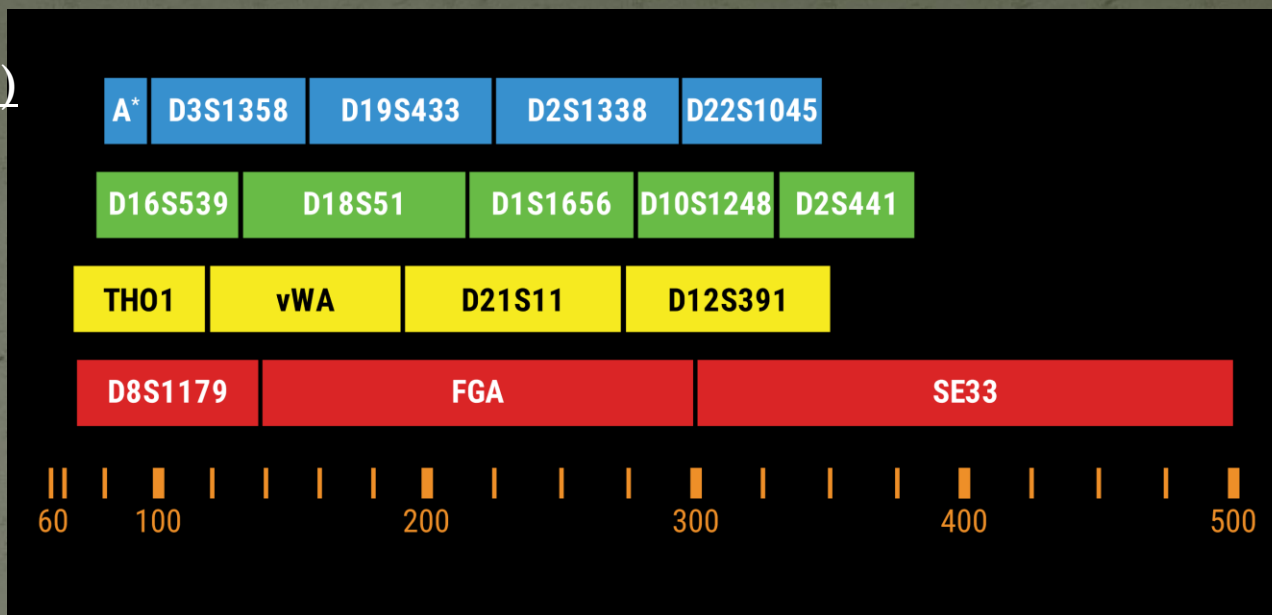 )
A* D3S1358 D19S433 D2S1338 D22S1045
D16S539 D18S51 D1S1656 D10S1248 D2S441
THO1 vWA D21S11 D12S391
D8S1179 FGA SE33
60 100 200 300 400 500